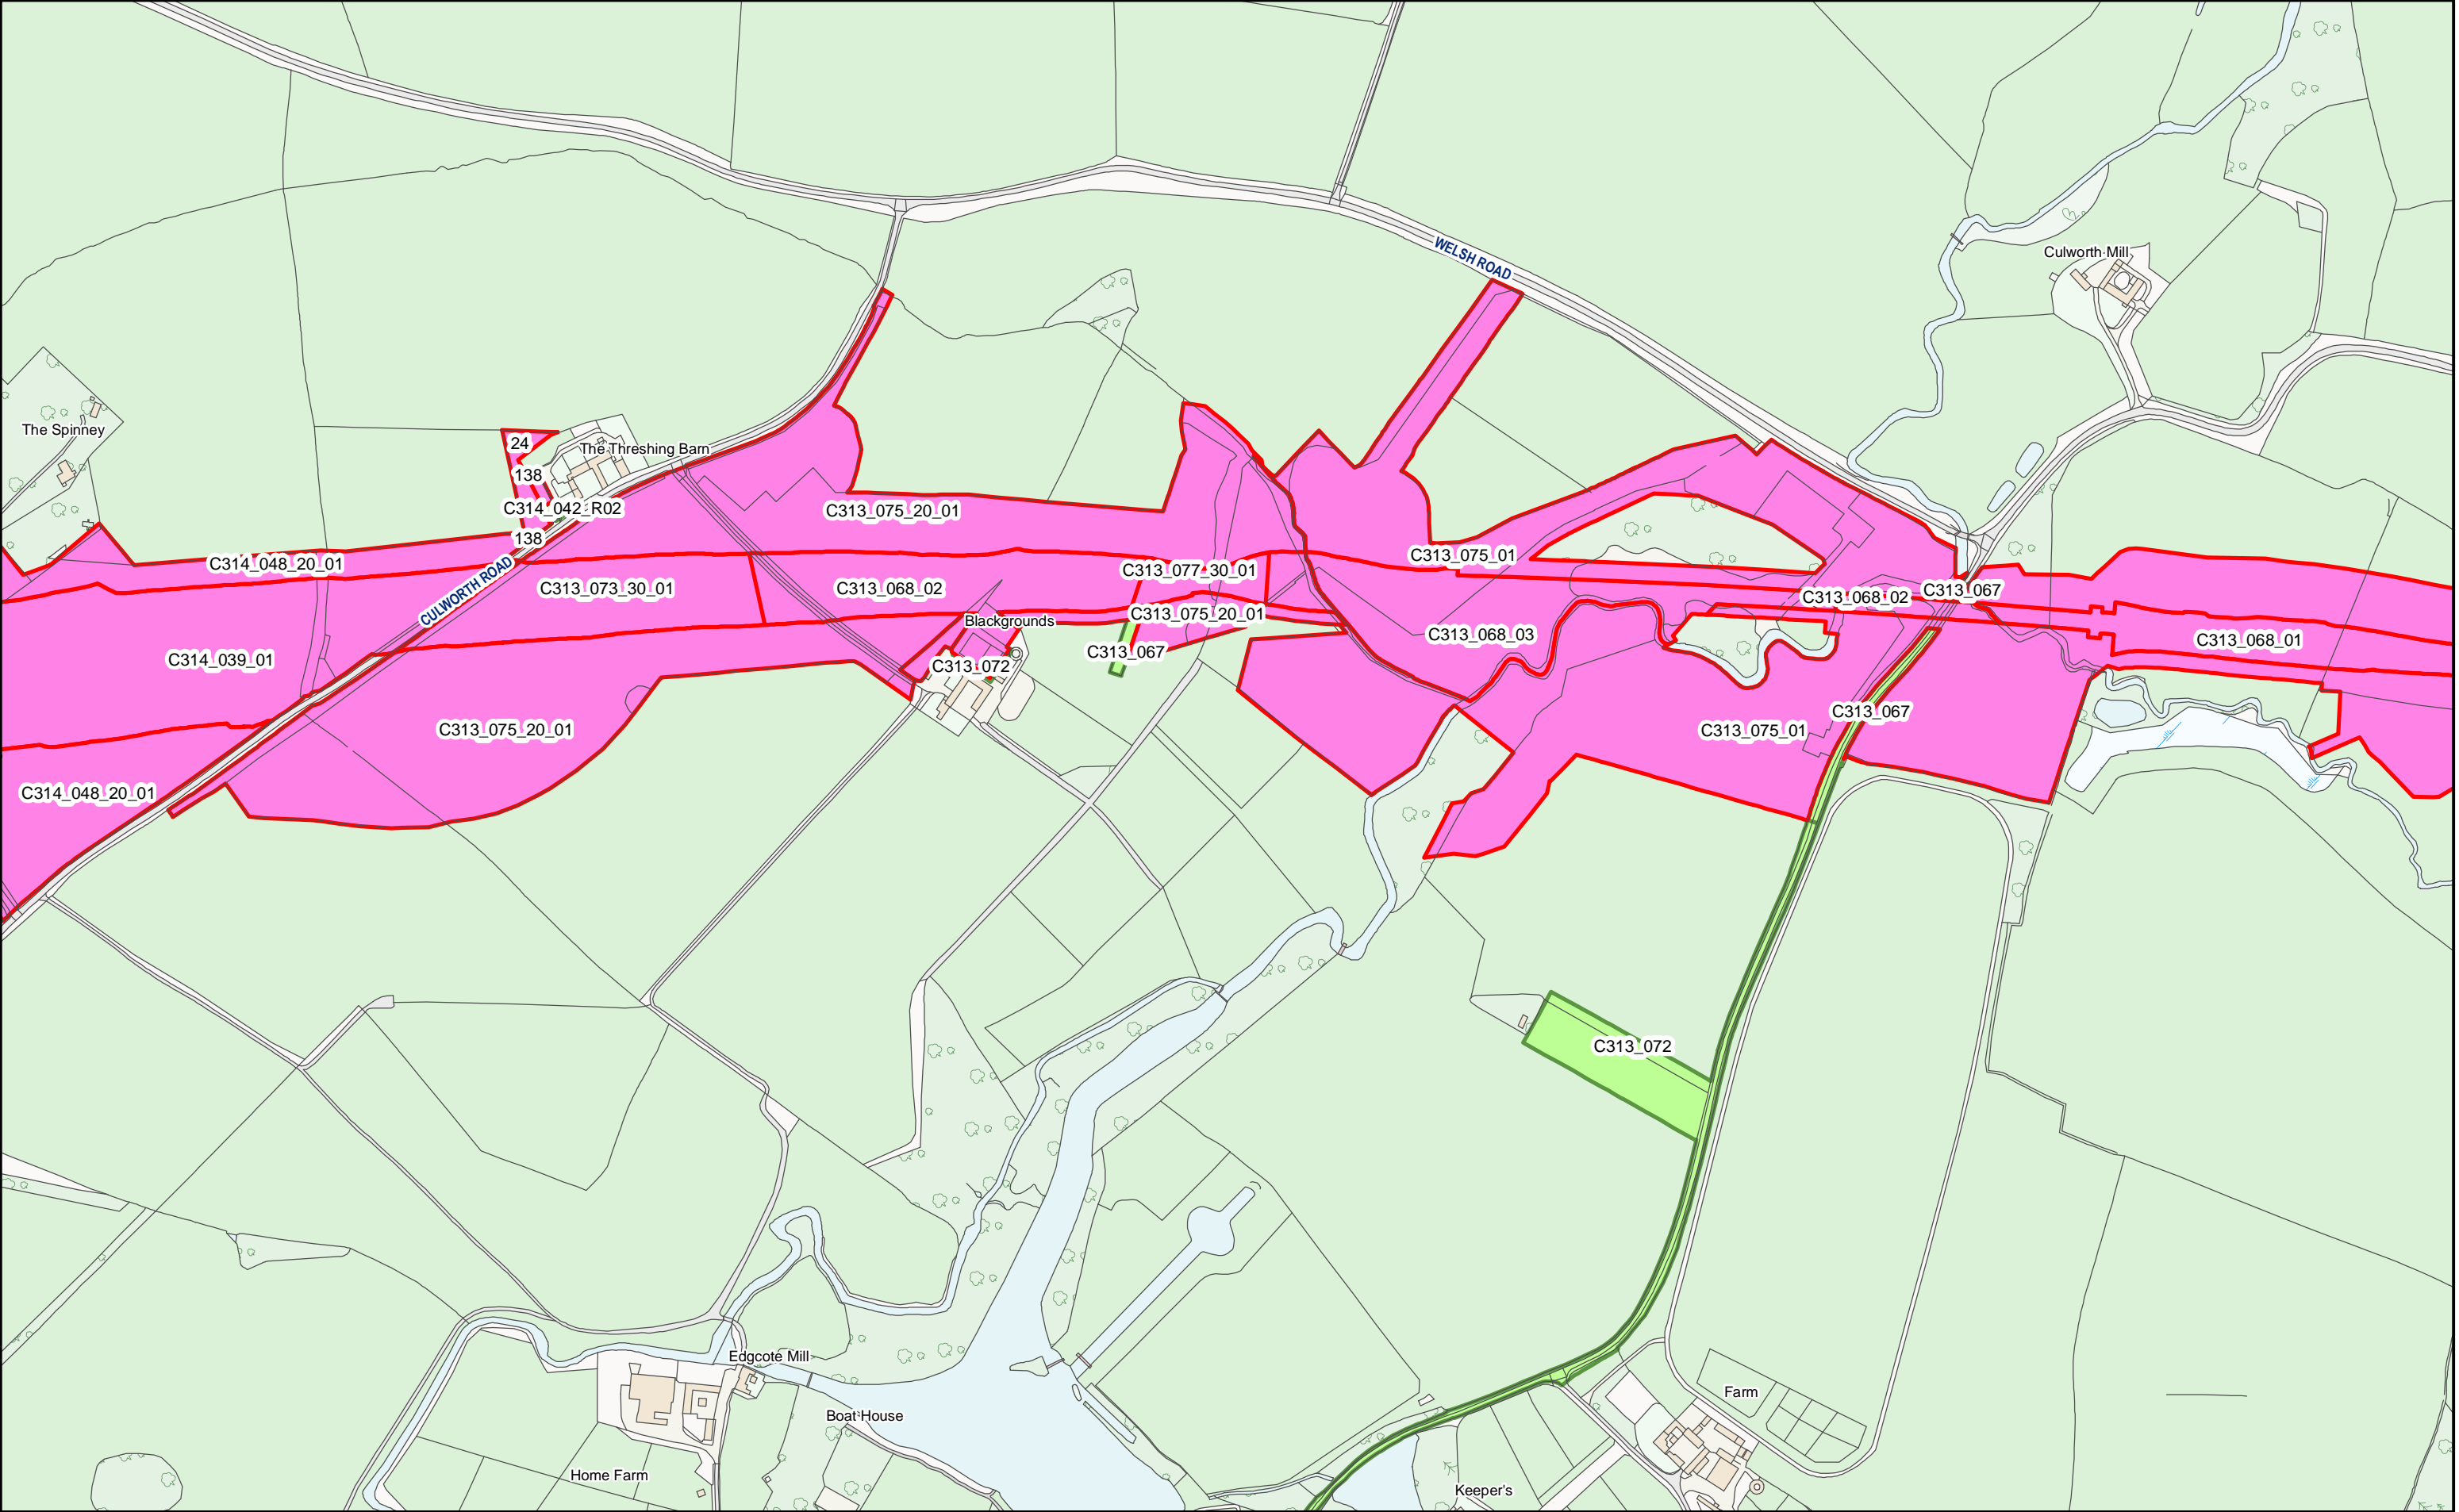 WELSH ROAD
Culworth Mill
The Spinney
24
The Threshing Barn
138
C314_042_R02
C313_075_20_01
138
C314_048_20_01
C313_075_01
C313_077_30_01
CULWORTH ROAD
C313_073_30_01
C313_068_02
C313_067
C313_068_02
C313_075_20_01
Blackgrounds
C313_068_03
C313_068_01
C313_067
C314_039_01
C313_072
C313_067
C313_075_20_01
C313_075_01
C314_048_20_01
C313_072
Edgcote Mill
Farm
Boat House
Home Farm
Keeper's